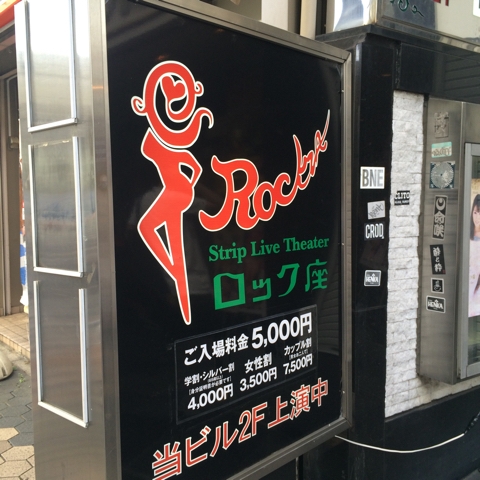 Rockza
Strip Live Theater
ロック座
ご入場料金 5,000円
学割・シルバー割 女性割 カップル割
4,000円 3,500円 7,500円
当ビル2F上演中
BNE
CROQ